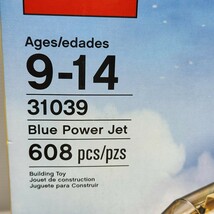 Ages/edades
9-14
31039
Blue Power Jet
608 pcs/pzs
Building Toy
Jouet de construction
Juguete para Construir